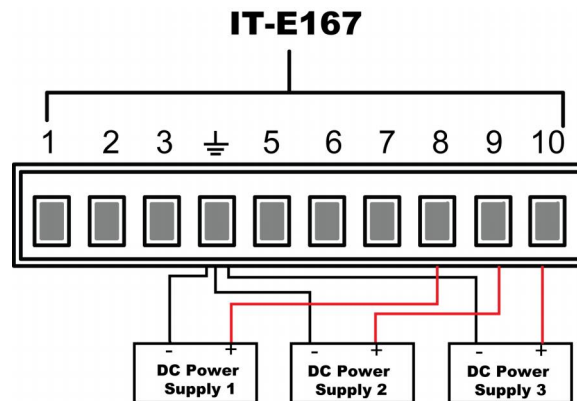 IT-E167
1 2 3 ⏚ 5 6 7 8 9 10
- + - + - +
DC Power DC Power DC Power
Supply 1 Supply 2 Supply 3